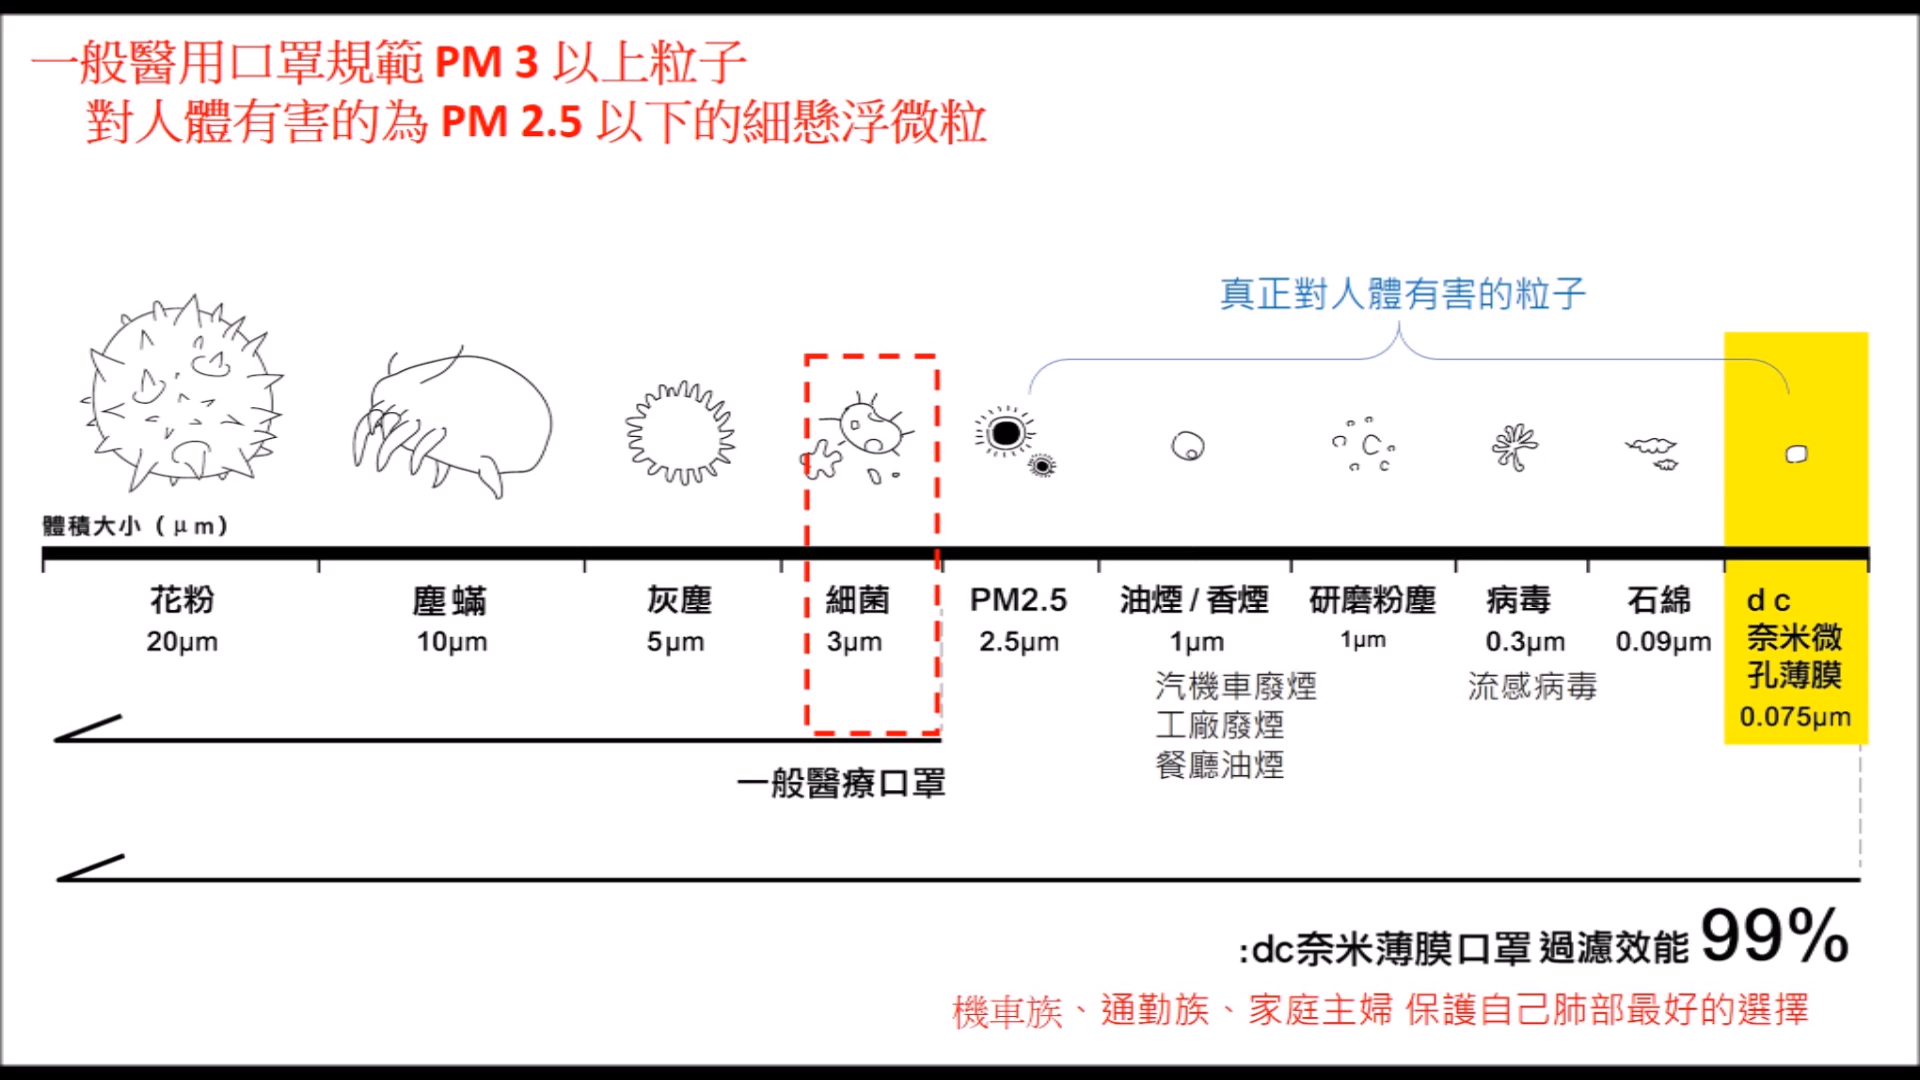 一般醫用口罩規範 PM 3 以上粒子
對人體有害的為 PM 2.5 以下的細懸浮微粒
真正對人體有害的粒子
體積大小（μm）
花粉
20μm
塵蟎
10μm
灰塵
5μm
細菌
3μm
PM2.5
2.5μm
油煙 / 香煙
1μm
汽機車廢煙
工廠廢煙
餐廳油煙
研磨粉塵
1μm
病毒
0.3μm
流感病毒
石綿
0.09μm
dc
奈米微
孔薄膜
0.075μm
一般醫療口罩
:dc奈米薄膜口罩 過濾效能 99%
機車族、通勤族、家庭主婦 保護自己肺部最好的選擇